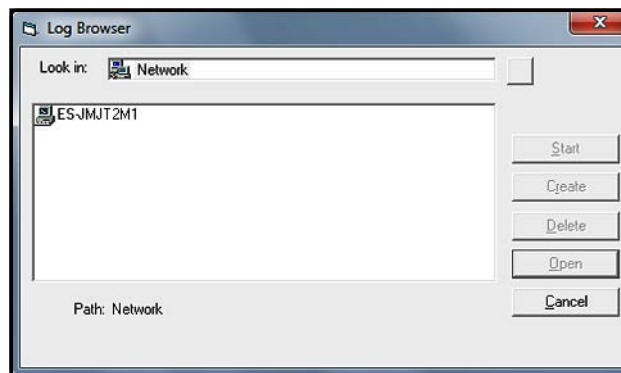 Log Browser
Look in: Network
ES-JMJT2M1
Start
Create
Delete
Open
Cancel
Path: Network